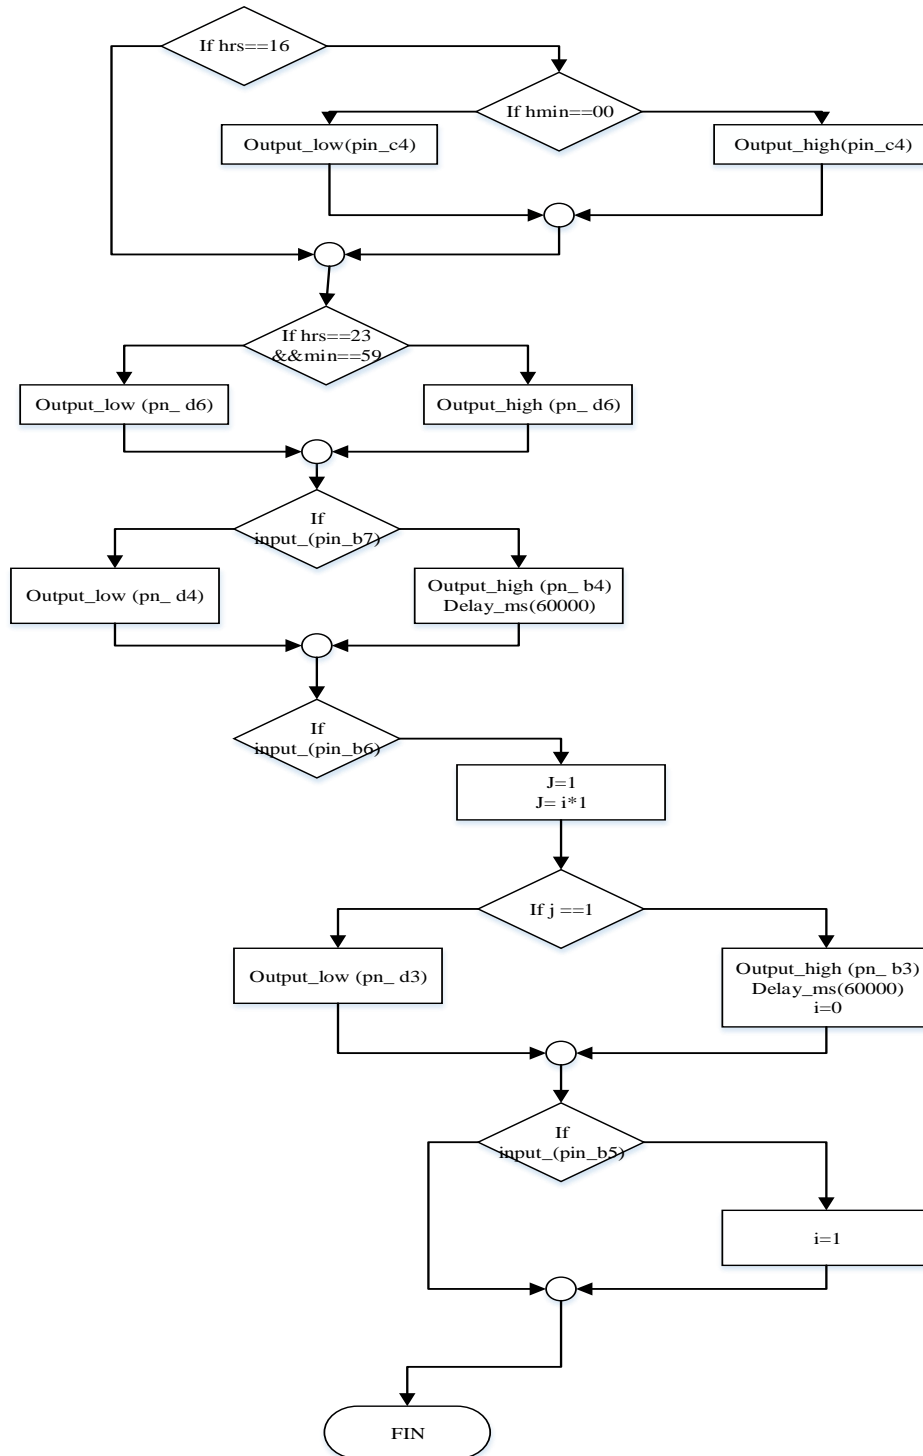 If hrs==16
If hmin==00
Output_low(pin_c4)
Output_high(pin_c4)
If hrs==23
&&min==59
Output_low (pn_ d6)
Output_high (pn_ d6)
If
input_(pin_b7)
Output_low (pn_ d4)
Output_high (pn_ b4)
Delay_ms(60000)
If
input_(pin_b6)
J=1
J= i*1
If j ==1
Output_low (pn_ d3)
Output_high (pn_ b3)
Delay_ms(60000)
i=0
If
input_(pin_b5)
i=1
FIN